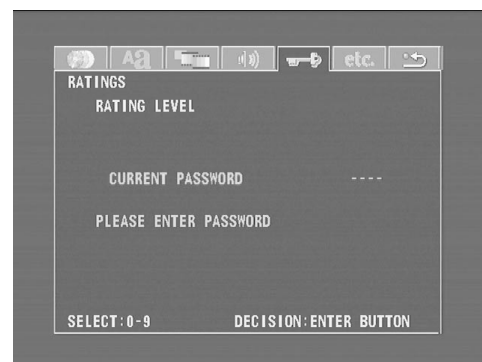 Aa etc.
RATINGS
RATING LEVEL
CURRENT PASSWORD ----
PLEASE ENTER PASSWORD
SELECT:0-9 DECISION:ENTER BUTTON